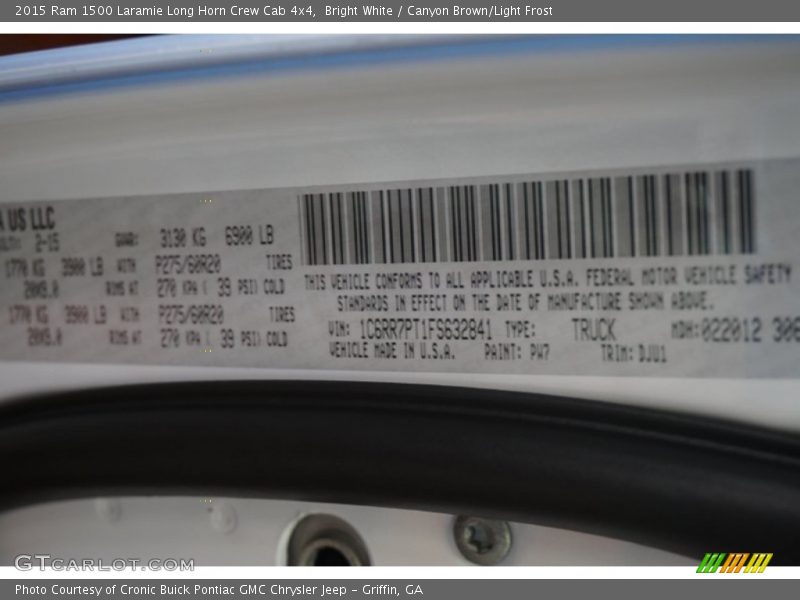 2015 Ram 1500 Laramie Long Horn Crew Cab 4x4, Bright White / Canyon Brown/Light Frost
A US LLC
2-15 GVWR: 3130 KG 6900 LB
1770 KG 3900 LB WITH P275/60R20 TIRES
20X9.0 RIMS AT 270 KPA ( 39 PSI) COLD
1770 KG 3900 LB WITH P275/60R20 TIRES
20X9.0 RIMS AT 270 KPA ( 39 PSI) COLD
THIS VEHICLE CONFORMS TO ALL APPLICABLE U.S.A. FEDERAL MOTOR VEHICLE SAFETY
STANDARDS IN EFFECT ON THE DATE OF MANUFACTURE SHOWN ABOVE.
VIN: 1C6RR7PT1FS632841 TYPE: TRUCK MDH:022012 306
VEHICLE MADE IN U.S.A. PAINT: PW7 TRIM: DJU1
GTCARLOT.COM
Photo Courtesy of Cronic Buick Pontiac GMC Chrysler Jeep - Griffin, GA